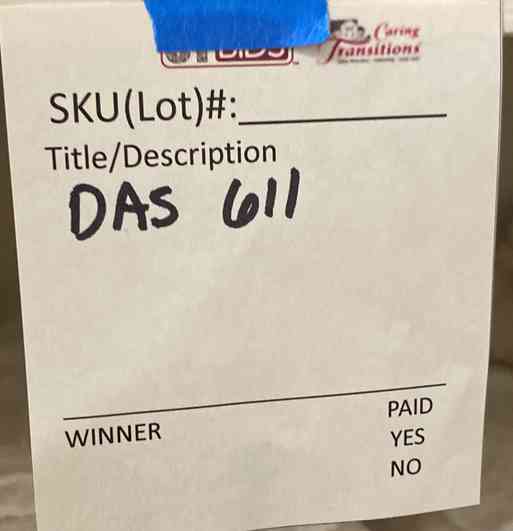 Caring
Transitions
SKU(Lot)#:
Title/Description
DAS 611
PAID
WINNER
YES
NO